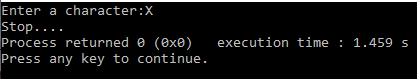 Enter a character:X
Stop....
Process returned 0 (0x0)   execution time : 1.459 s
Press any key to continue.